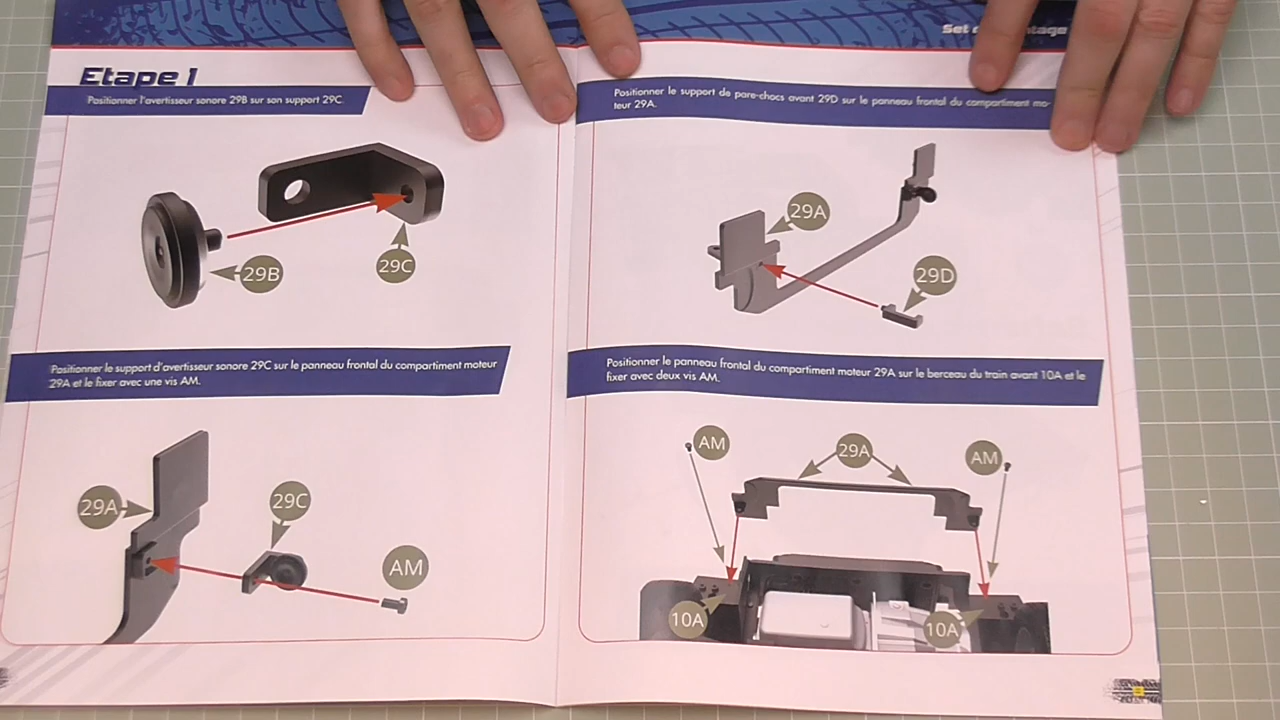 Set
Etape 1
Positionner l'avertisseur sonore 29B sur son support 29C.
29B
29C
Positionner le support d'avertisseur sonore 29C sur le panneau frontal du compartiment moteur
29A et le fixer avec une vis AM.
29A
29C
AM
Positionner le support de pare-chocs avant 29D sur le panneau frontal du compartiment mo-
teur 29A.
29A
29D
Positionner le panneau frontal du compartiment moteur 29A sur le berceau du train avant 10A et le
fixer avec deux vis AM.
AM
29A
AM
10A
10A